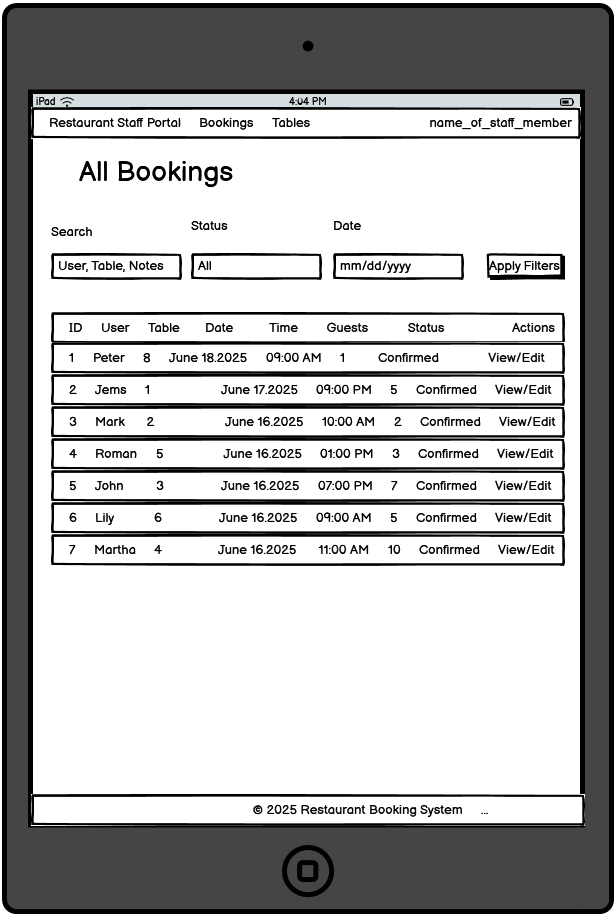 iPad 4:04 PM
Restaurant Staff Portal Bookings Tables name_of_staff_member
All Bookings
Search Status Date
User, Table, Notes All mm/dd/yyyy Apply Filters
ID User Table Date Time Guests Status Actions
1 Peter 8 June 18.2025 09:00 AM 1 Confirmed View/Edit
2 Jems 1 June 17.2025 09:00 PM 5 Confirmed View/Edit
3 Mark 2 June 16.2025 10:00 AM 2 Confirmed View/Edit
4 Roman 5 June 16.2025 01:00 PM 3 Confirmed View/Edit
5 John 3 June 16.2025 07:00 PM 7 Confirmed View/Edit
6 Lily 6 June 16.2025 09:00 AM 5 Confirmed View/Edit
7 Martha 4 June 16.2025 11:00 AM 10 Confirmed View/Edit
© 2025 Restaurant Booking System ...